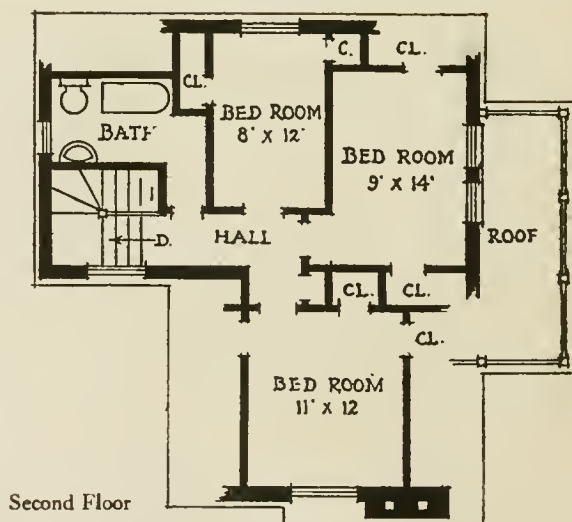 C.
CL.
CL.
BED ROOM
8' X 12'
BATH
BED ROOM
9' X 14'
ROOF
HALL
D.
CL.
CL.
CL.
BED ROOM
11' X 12
Second Floor